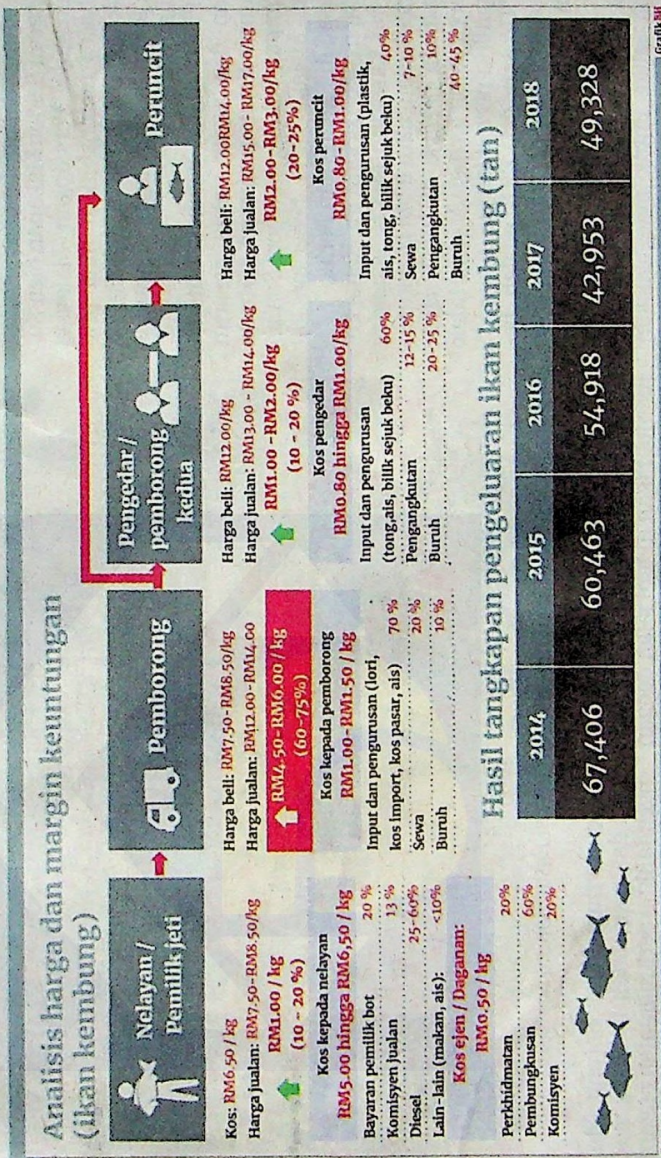 Analisis harga dan margin keuntungan
(ikan kembung)
Nelayan /
Pemilik jeti
Kos: RM6.50 / kg
Harga jualan: RM7.50-RM8.50/kg
RM1.00 / kg
(10 - 20 %)
Kos kepada nelayan
RM5.00 hingga RM6,50 / kg
Bayaran pemilik bot 20 %
Komisyen jualan 13 %
Diesel 25-60%
Lain-lain (makan, ais): <10%
Kos ejen / Daganan:
RM0.50 / kg
Perkhidmatan 20%
Pembungkusan 60%
Komisyen 20%
Pemborong
Harga beli: RM7.50-RM8.50/kg
Harga jualan: RM12.00-RM14.00
RM4.50-RM6.00 / kg
(60-75%)
Kos kepada pemborong
RM1.00-RM1.50 / kg
Input dan pengurusan (lori,
kos import, kos pasar, ais) 70 %
Sewa 20 %
Buruh 10 %
Pengedar /
pemborong
kedua
Harga beli: RM12.00/kg
Harga jualan: RM13.00 - RM14.00/kg
RM1.00 -RM2.00/kg
(10 - 20 %)
Kos pengedar
RM0.80 hingga RM1.00/kg
Input dan pengurusan
(tong,ais, bilik sejuk beku) 60%
Pengangkutan 12-15 %
Buruh 20-25 %
Peruncit
Harga beli: RM12.00RM14.00/kg
Harga jualan: RM15.00 - RM17.00/kg
RM2.00-RM3.00/kg
(20-25%)
Kos peruncit
RM0.80-RM1.00/kg
Input dan pengurusan (plastik,
ais, tong, bilik sejuk beku) 40%
Sewa 7-10 %
Pengangkutan 10%
Buruh 40-45 %
Hasil tangkapan pengeluaran ikan kembung (tan)
2014 2015 2016 2017 2018
67,406 60,463 54,918 42,953 49,328
GrafikBH